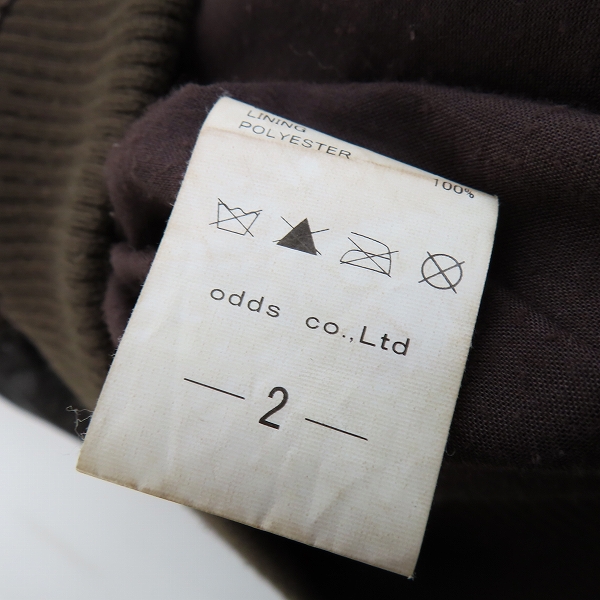 LINING
POLYESTER 100%
odds co.,Ltd
— 2 —